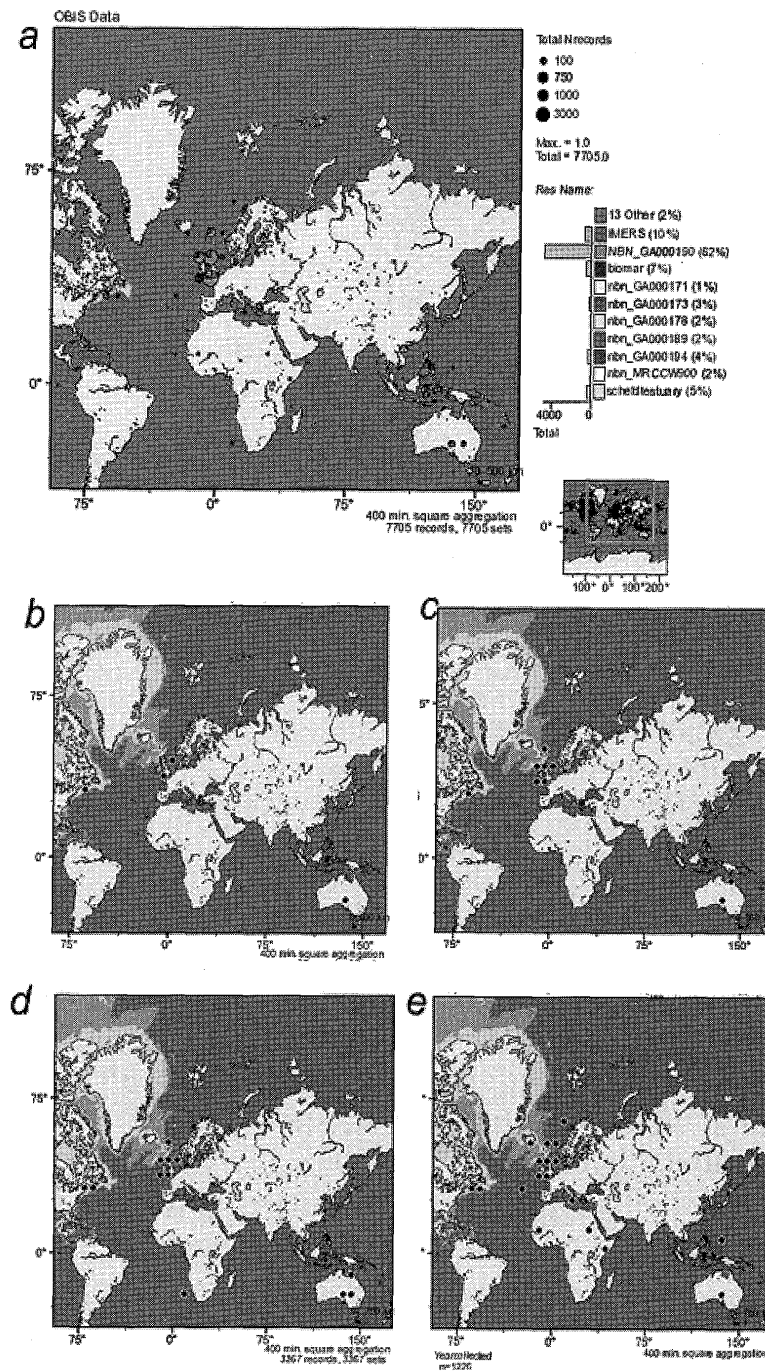 OBIS Data
a
Total Nrecords
100
750
1000
3000
Max. = 1.0
Total = 7705.0
Res Name:
13 Other (2%)
IMERS (10%)
NBN_GA000190 (62%)
biomar (7%)
nbn_GA000171 (1%)
nbn_GA000173 (3%)
nbn_GA000176 (2%)
nbn_GA000189 (2%)
nbn_GA000194 (4%)
nbn_MRCCW900 (2%)
scheldtestuary (5%)
4000 0
Total
75°
0°
75° 0° 75° 150°
400 min. square aggregation
7705 records, 7705 sets
0°
100° 0° 100° 200°
b
75°
0°
75° 0° 75° 150°
400 min. square aggregation
c
5°
0°
75° 0° 75° 150°
d
75°
0°
75° 0° 75° 150°
400 min. square aggregation
3367 records, 3367 sets
e
75° 0° 75° 150°
400 min. square aggregation
Yearcollected